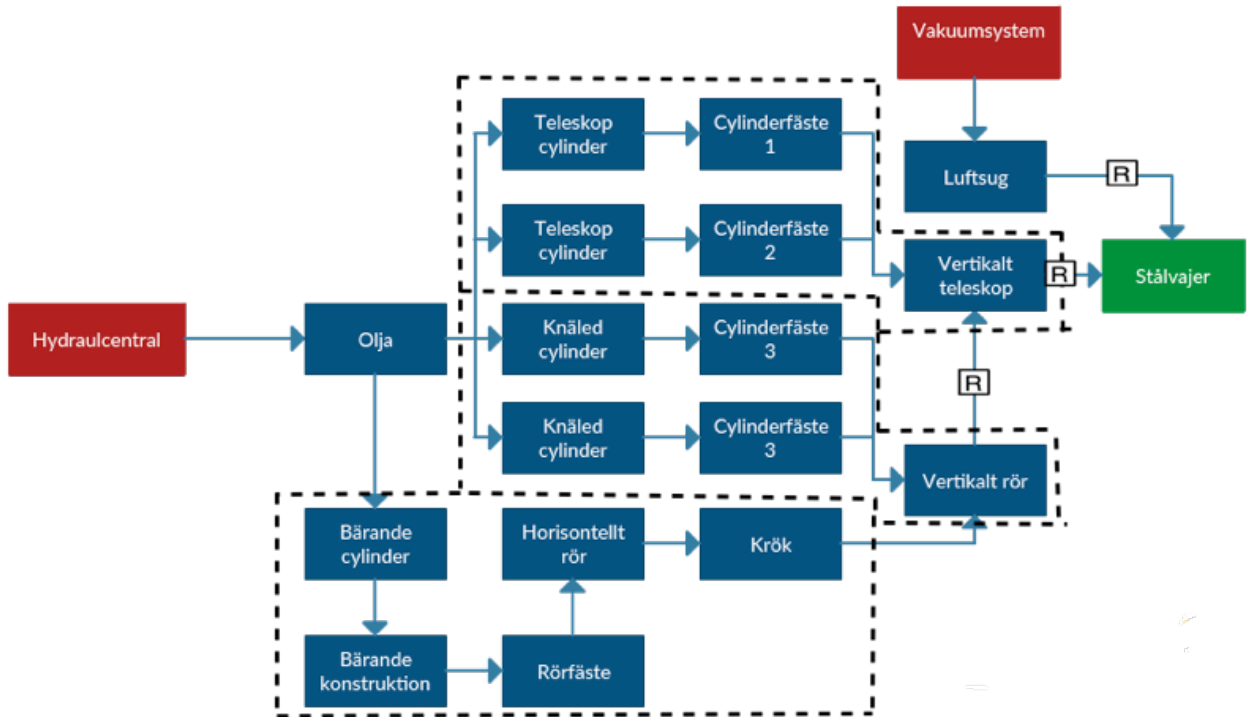 Vakuumsystem
Teleskop
cylinder
Cylinderfäste
1
Luftsug
R
Teleskop
cylinder
Cylinderfäste
2
Vertikalt
teleskop
R
Stålvajer
Hydraulcentral
Olja
Knäled
cylinder
Cylinderfäste
3
R
Knäled
cylinder
Cylinderfäste
3
Vertikalt rör
Bärande
cylinder
Horisontellt
rör
Krök
Bärande
konstruktion
Rörfäste